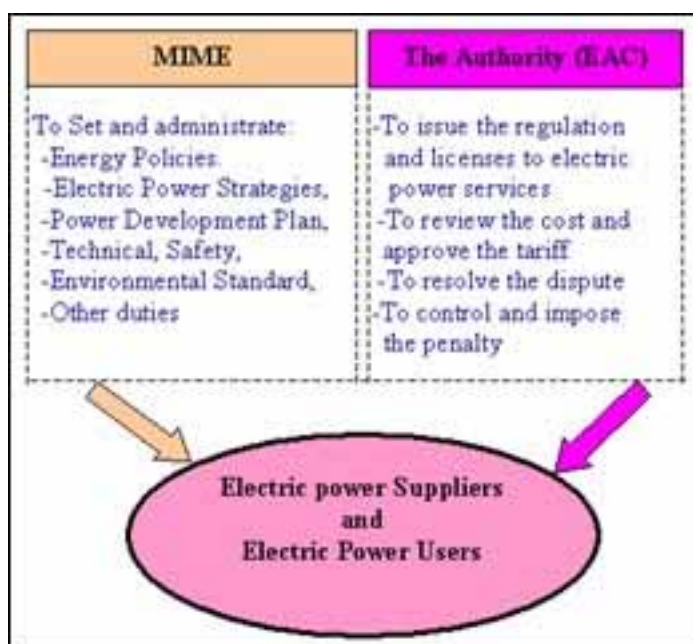 MIME
To Set and administrate:
-Energy Policies
-Electric Power Strategies,
-Power Development Plan,
-Technical, Safety,
-Environmental Standard,
-Other duties
The Authority (EAC)
-To issue the regulation
and licenses to electric
power services
-To review the cost and
approve the tariff
-To resolve the dispute
-To control and impose
the penalty
Electric power Suppliers
and
Electric Power Users